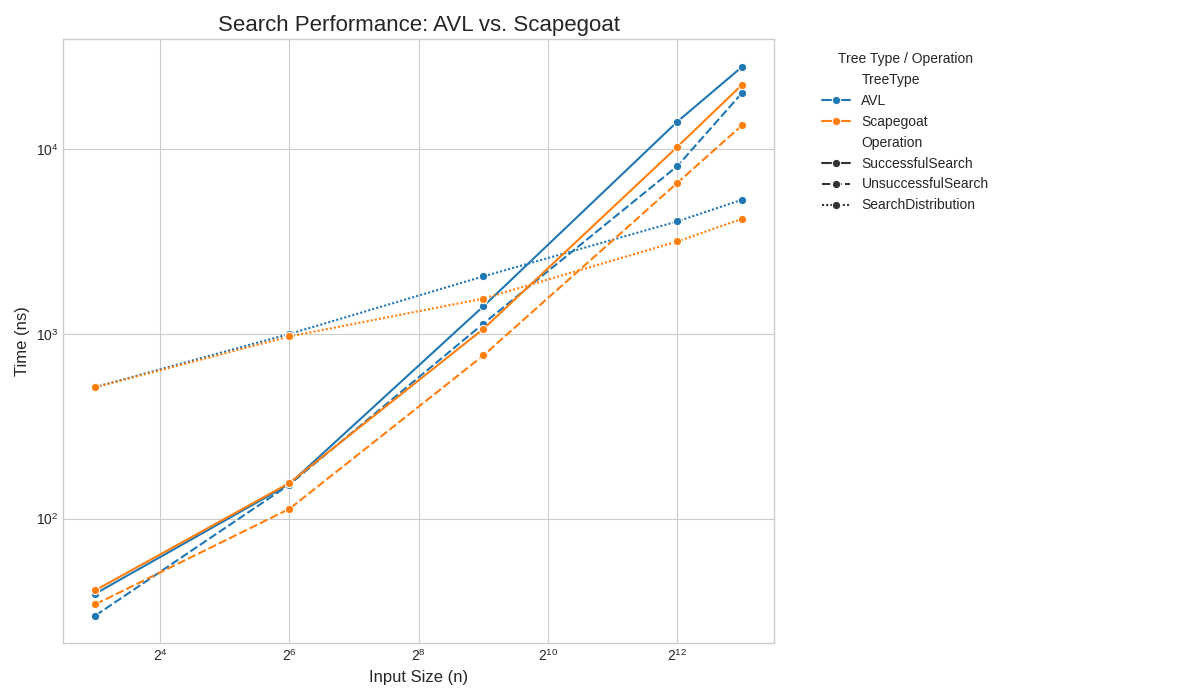 Search Performance: AVL vs. Scapegoat
Tree Type / Operation
TreeType
AVL
Scapegoat
Operation
SuccessfulSearch
UnsuccessfulSearch
SearchDistribution
Time (ns)
10⁴
10³
10²
2⁴ 2⁶ 2⁸ 2¹⁰ 2¹²
Input Size (n)